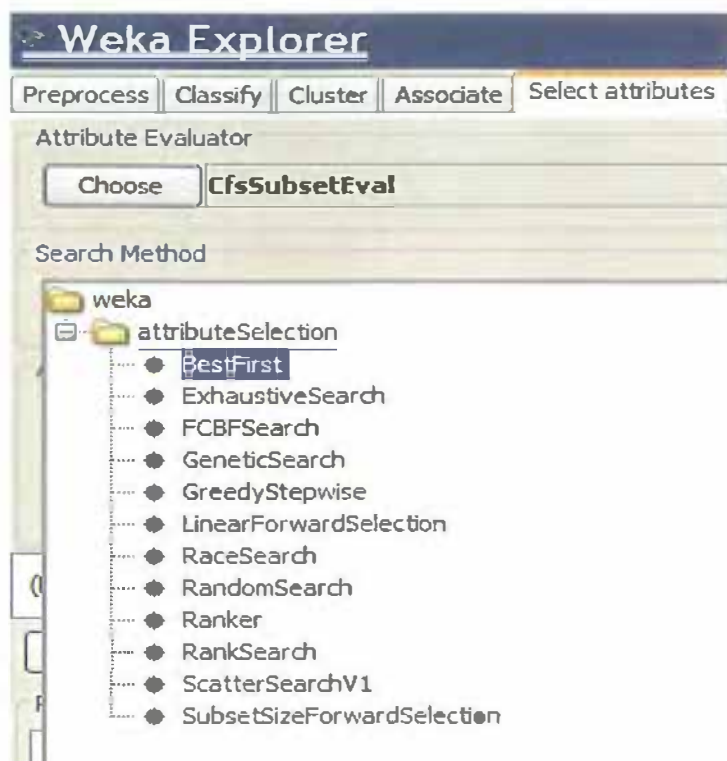 Weka Explorer
Preprocess Classify Cluster Associate Select attributes
Attribute Evaluator
Choose CfsSubsetEval
Search Method
weka
attributeSelection
BestFirst
ExhaustiveSearch
FCBFSearch
GeneticSearch
GreedyStepwise
LinearForwardSelection
RaceSearch
RandomSearch
Ranker
RankSearch
ScatterSearchV1
SubsetSizeForwardSelection